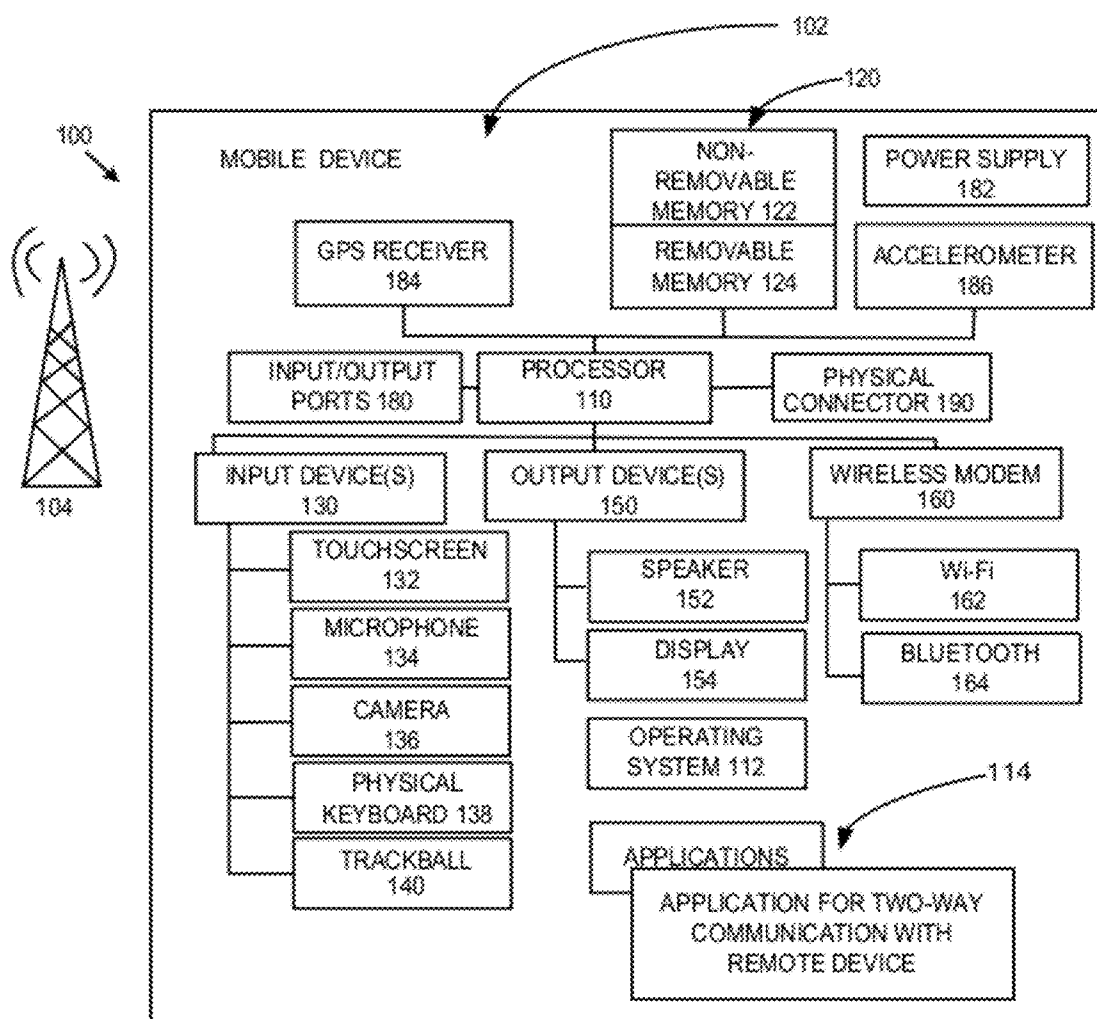 102
120
100
MOBILE DEVICE
NON-
REMOVABLE
MEMORY 122
POWER SUPPLY
182
GPS RECEIVER
184
REMOVABLE
MEMORY 124
ACCELEROMETER
186
INPUT/OUTPUT
PORTS 180
PROCESSOR
110
PHYSICAL
CONNECTOR 190
INPUT DEVICE(S)
130
OUTPUT DEVICE(S)
150
WIRELESS MODEM
160
104
TOUCHSCREEN
132
SPEAKER
152
Wi-Fi
162
MICROPHONE
134
DISPLAY
154
BLUETOOTH
164
CAMERA
136
OPERATING
SYSTEM 112
PHYSICAL
KEYBOARD 138
114
TRACKBALL
140
APPLICATIONS
APPLICATION FOR TWO-WAY
COMMUNICATION WITH
REMOTE DEVICE